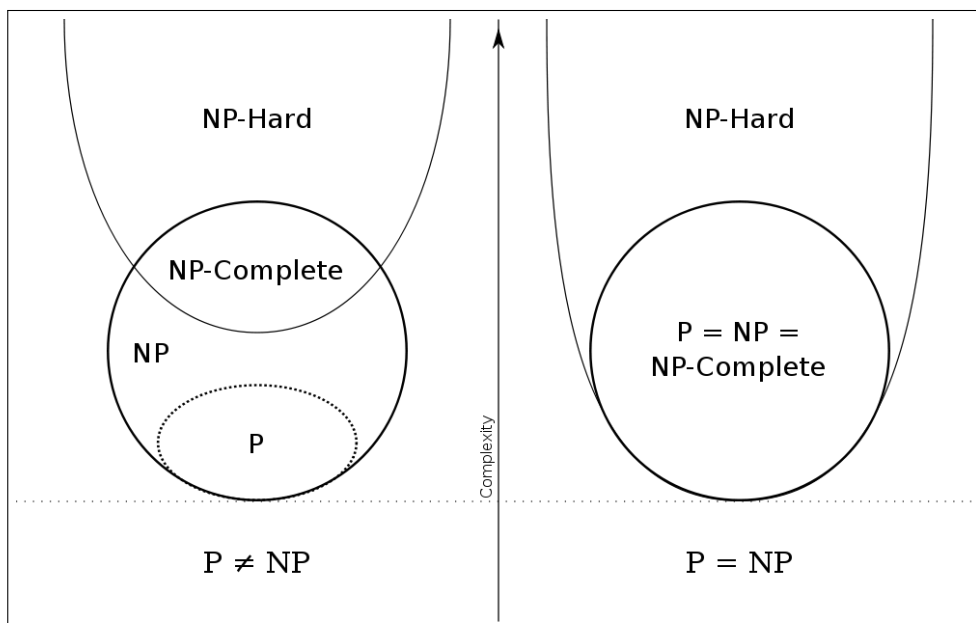 NP-Hard
NP-Complete
NP
P
P ≠ NP
Complexity
NP-Hard
P = NP =
NP-Complete
P = NP